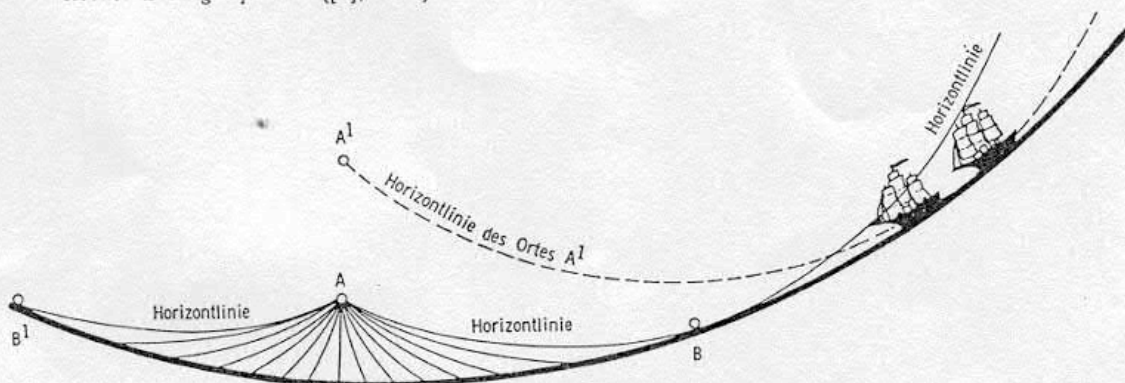 Horizontlinie
A1
Horizontlinie des Ortes A1
A
Horizontlinie
Horizontlinie
B1
B